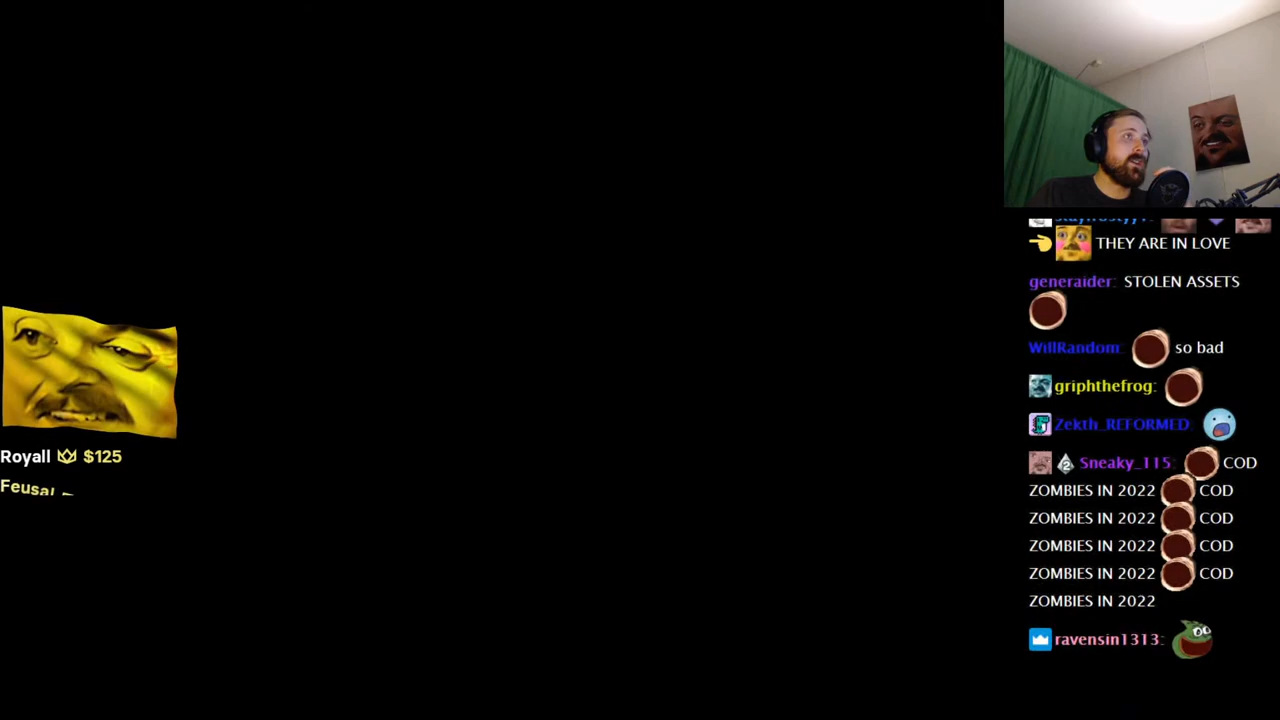 Royall $125
THEY ARE IN LOVE
generaider: STOLEN ASSETS
WillRandom: so bad
griphthefrog:
Zekth_REFORMED:
Sneaky_115: COD
ZOMBIES IN 2022 COD
ZOMBIES IN 2022 COD
ZOMBIES IN 2022 COD
ZOMBIES IN 2022 COD
ZOMBIES IN 2022
ravensin1313: